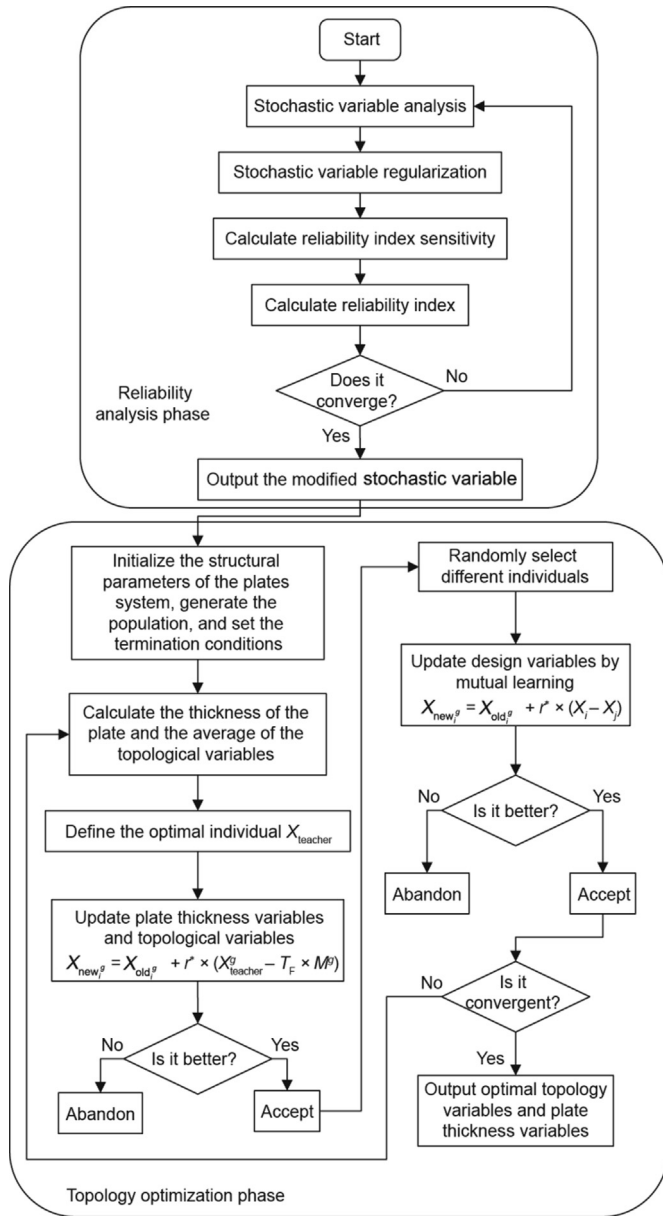 Start
Stochastic variable analysis
Stochastic variable regularization
Calculate reliability index sensitivity
Calculate reliability index
Does it
converge?
No
Yes
Reliability
analysis phase
Output the modified stochastic variable
Initialize the structural
parameters of the plates
system, generate the
population, and set the
termination conditions
Calculate the thickness of the
plate and the average of the
topological variables
Define the optimal individual X_teacher
Update plate thickness variables
and topological variables
X_new_i^g = X_old_i^g + r* × (X_teacher^g − T_F × M^g)
No
Is it better?
Yes
Abandon
Accept
Randomly select
different individuals
Update design variables by
mutual learning
X_new_i^g = X_old_i^g + r* × (X_i − X_j)
No
Is it better?
Yes
Abandon
Accept
No
Is it
convergent?
Yes
Output optimal topology
variables and plate
thickness variables
Topology optimization phase